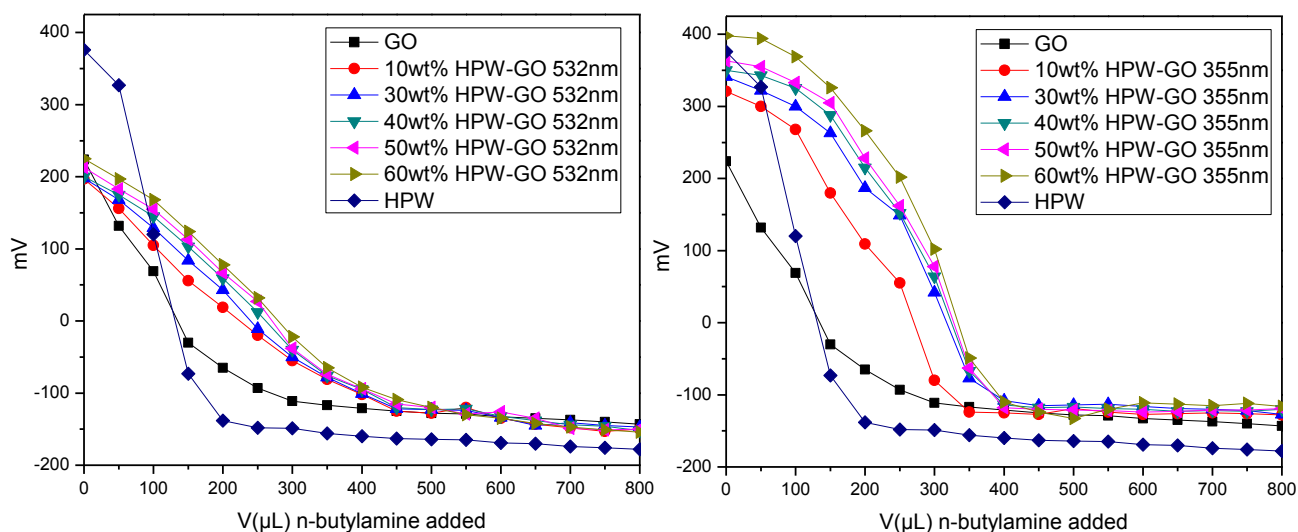 400
300
200
100
0
-100
-200
mV
0 100 200 300 400 500 600 700 800
V(µL) n-butylamine added
GO
10wt% HPW-GO 532nm
30wt% HPW-GO 532nm
40wt% HPW-GO 532nm
50wt% HPW-GO 532nm
60wt% HPW-GO 532nm
HPW
400
300
200
100
0
-100
-200
mV
0 100 200 300 400 500 600 700 800
V(µL) n-butylamine added
GO
10wt% HPW-GO 355nm
30wt% HPW-GO 355nm
40wt% HPW-GO 355nm
50wt% HPW-GO 355nm
60wt% HPW-GO 355nm
HPW